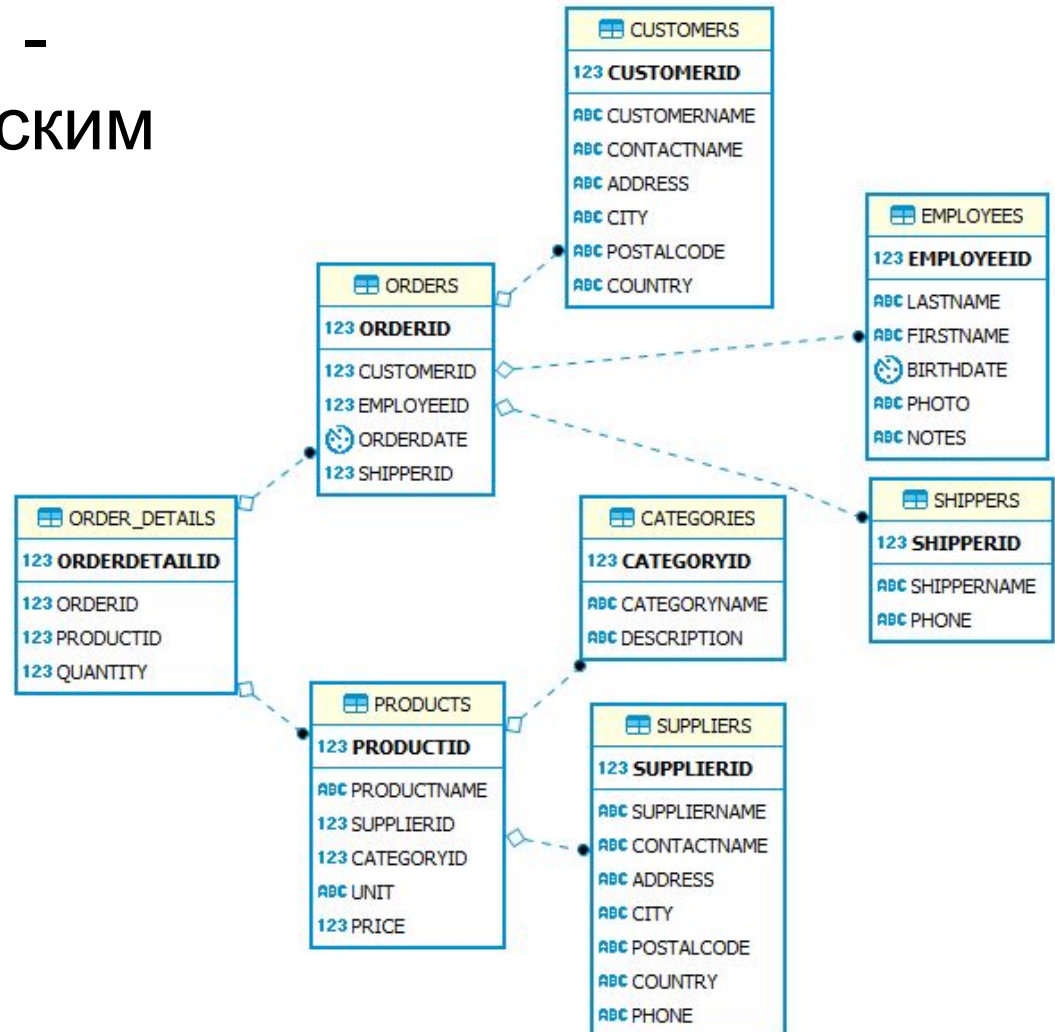 -
ским
CUSTOMERS
123 CUSTOMERID
ABC CUSTOMERNAME
ABC CONTACTNAME
ABC ADDRESS
ABC CITY
ABC POSTALCODE
ABC COUNTRY
EMPLOYEES
123 EMPLOYEEID
ABC LASTNAME
ABC FIRSTNAME
BIRTHDATE
ABC PHOTO
ABC NOTES
ORDERS
123 ORDERID
123 CUSTOMERID
123 EMPLOYEEID
ORDERDATE
123 SHIPPERID
SHIPPERS
123 SHIPPERID
ABC SHIPPERNAME
ABC PHONE
ORDER_DETAILS
123 ORDERDETAILID
123 ORDERID
123 PRODUCTID
123 QUANTITY
CATEGORIES
123 CATEGORYID
ABC CATEGORYNAME
ABC DESCRIPTION
PRODUCTS
123 PRODUCTID
ABC PRODUCTNAME
123 SUPPLIERID
123 CATEGORYID
ABC UNIT
123 PRICE
SUPPLIERS
123 SUPPLIERID
ABC SUPPLIERNAME
ABC CONTACTNAME
ABC ADDRESS
ABC CITY
ABC POSTALCODE
ABC COUNTRY
ABC PHONE